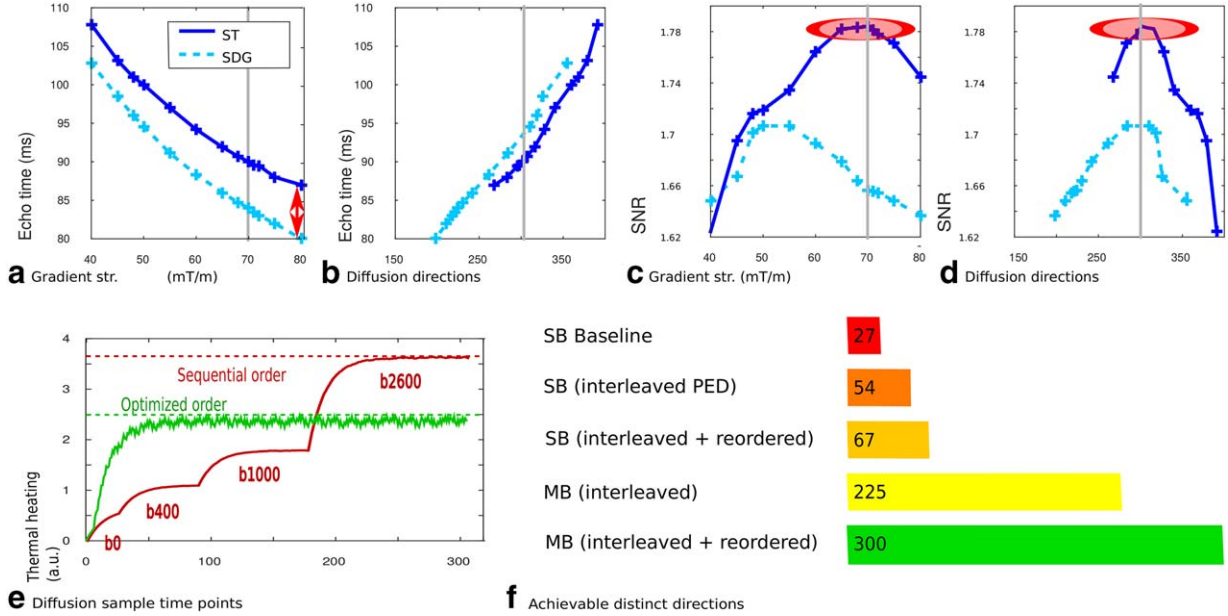 110
105
100
95
90
85
80
Echo time (ms)
ST
SDG
40 50 60 70 80
a Gradient str. (mT/m)
110
105
100
95
90
85
80
Echo time (ms)
150 250 350
b Diffusion directions
1.78
1.74
1.7
1.66
1.62
SNR
40 50 60 70 80
c Gradient str. (mT/m)
1.78
1.74
1.7
1.66
1.62
SNR
150 250 350
d Diffusion directions
4
3
2
1
0
Thermal heating
(a.u.)
Sequential order
b2600
Optimized order
b1000
b400
b0
0 100 200 300
e Diffusion sample time points
SB Baseline 27
SB (interleaved PED) 54
SB (interleaved + reordered) 67
MB (interleaved) 225
MB (interleaved + reordered) 300
f Achievable distinct directions